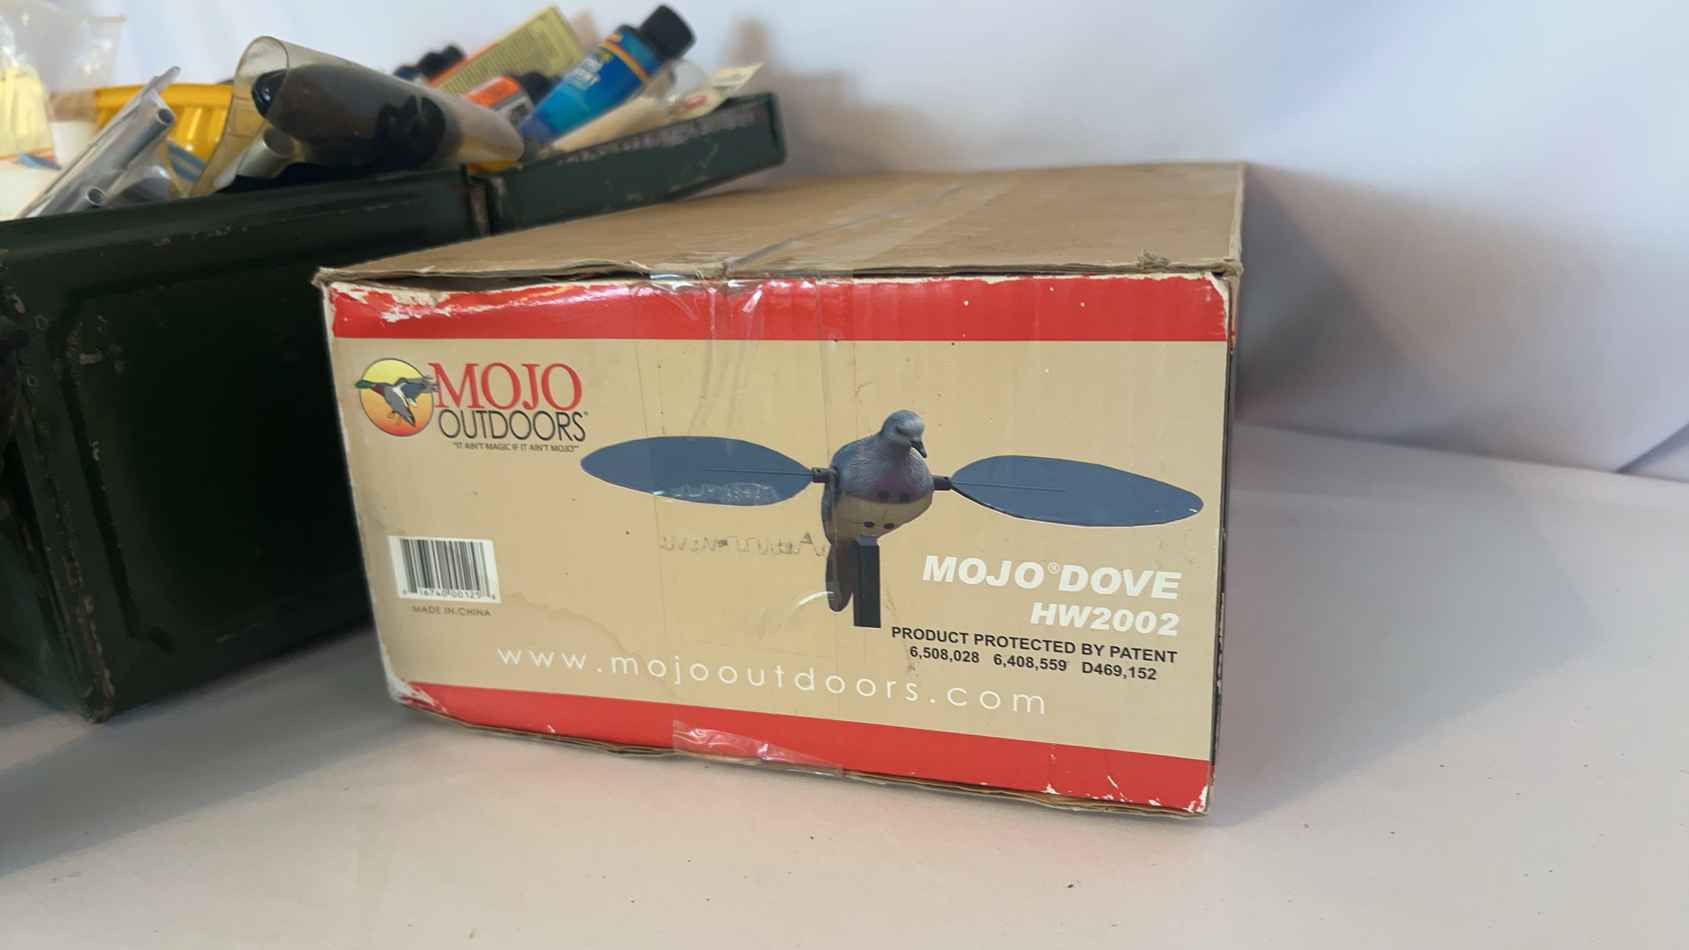 MOJO
OUTDOORS®
"IT AIN'T MAGIC IF IT AIN'T MOJO"
MADE IN CHINA
MOJO® DOVE
HW2002
PRODUCT PROTECTED BY PATENT
6,508,028 6,408,559 D469,152
www.mojooutdoors.com